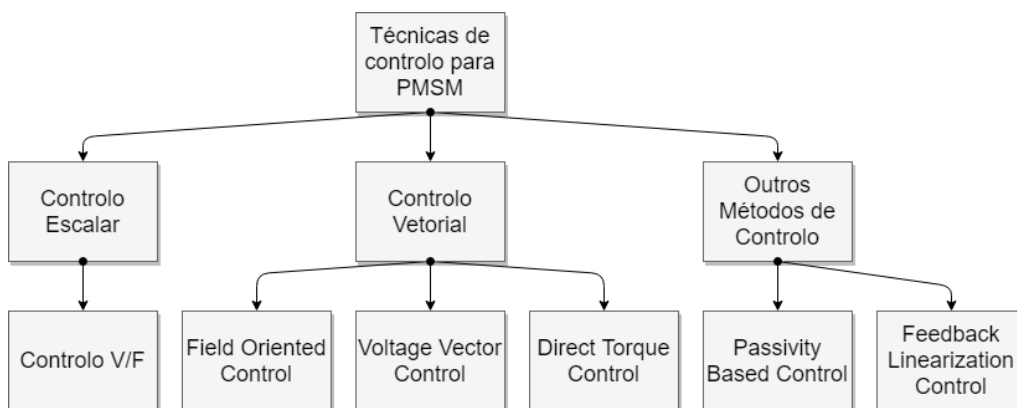 Técnicas de
controlo para
PMSM
Controlo
Escalar
Controlo
Vetorial
Outros
Métodos de
Controlo
Controlo V/F
Field Oriented
Control
Voltage Vector
Control
Direct Torque
Control
Passivity
Based Control
Feedback
Linearization
Control